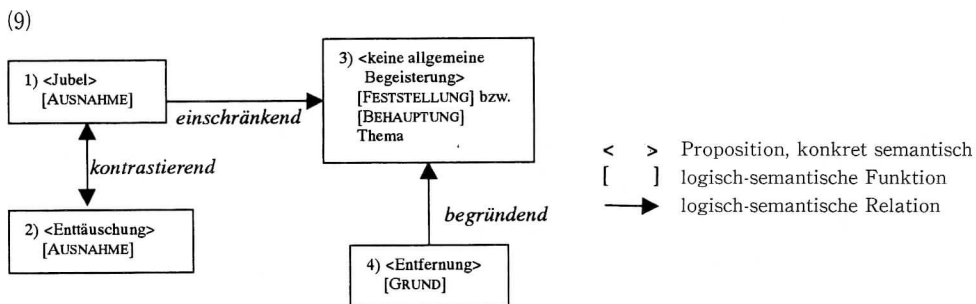 (9)
1) <Jubel>
[AUSNAHME]
einschränkend
3) <keine allgemeine
Begeisterung>
[FESTSTELLUNG] bzw.
[BEHAUPTUNG]
Thema
kontrastierend
2) <Enttäuschung>
[AUSNAHME]
begründend
4) <Entfernung>
[GRUND]
< > Proposition, konkret semantisch
[ ] logisch-semantische Funktion
logisch-semantische Relation